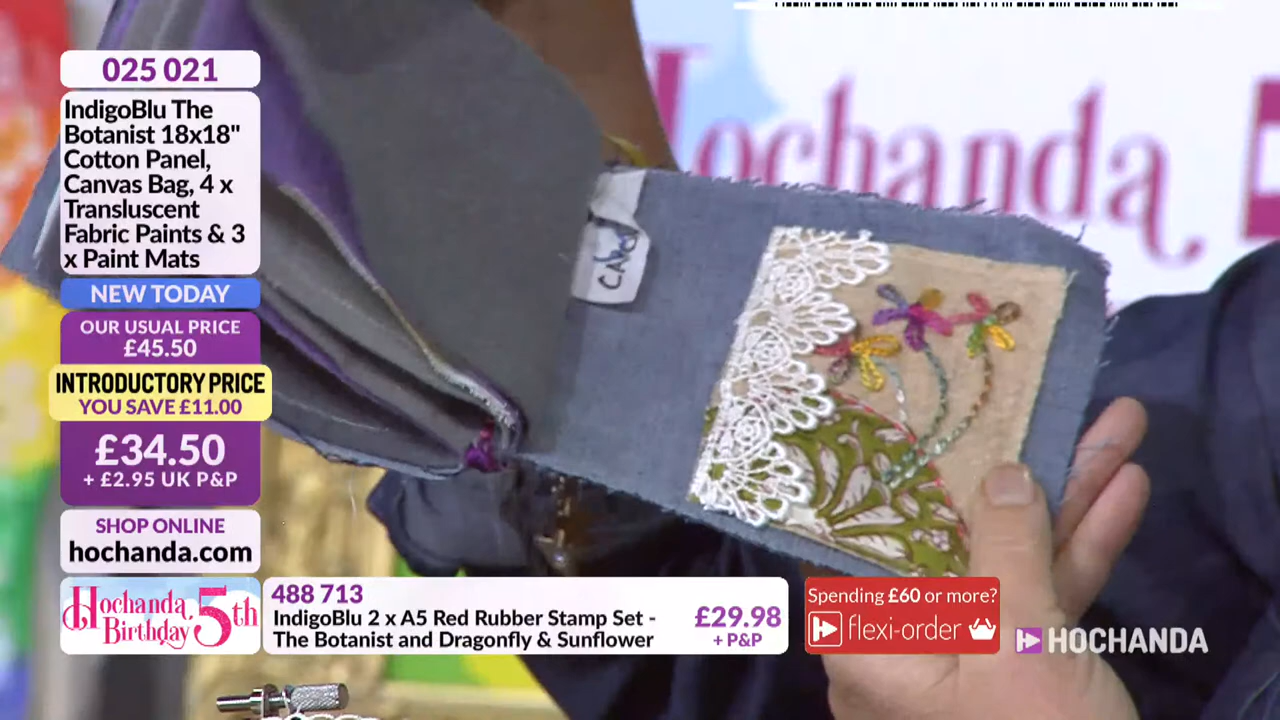 025 021
IndigoBlu The
Botanist 18x18"
Cotton Panel,
Canvas Bag, 4 x
Transluscent
Fabric Paints & 3
x Paint Mats
NEW TODAY
OUR USUAL PRICE
£45.50
INTRODUCTORY PRICE
YOU SAVE £11.00
£34.50
+ £2.95 UK P&P
SHOP ONLINE
hochanda.com
Hochanda
Birthday
5th
488 713
IndigoBlu 2 x A5 Red Rubber Stamp Set -
The Botanist and Dragonfly & Sunflower
£29.98
+ P&P
Spending £60 or more?
flexi-order
HOCHANDA
Hochanda